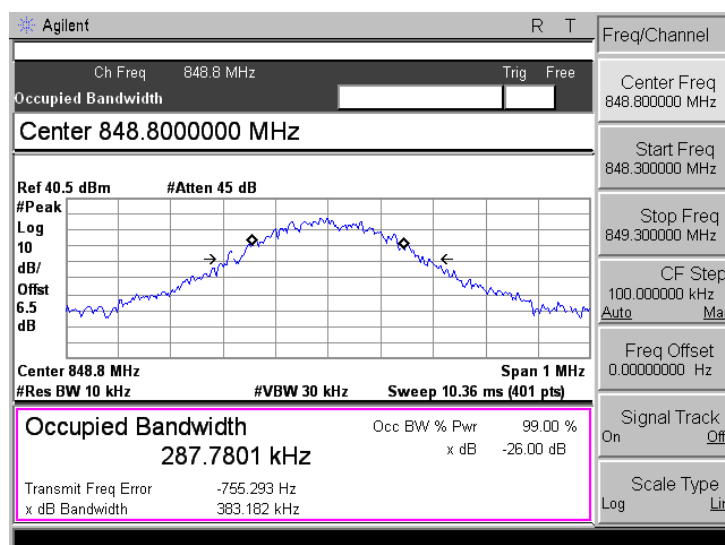 Agilent R T
Freq/Channel
Ch Freq 848.8 MHz Trig Free
Occupied Bandwidth
Center 848.8000000 MHz
Ref 40.5 dBm #Atten 45 dB
#Peak
Log
10
dB/
Offst
6.5
dB
Center 848.8 MHz Span 1 MHz
#Res BW 10 kHz #VBW 30 kHz Sweep 10.36 ms (401 pts)
Occupied Bandwidth
287.7801 kHz
Occ BW % Pwr 99.00 %
x dB -26.00 dB
Transmit Freq Error -755.293 Hz
x dB Bandwidth 383.182 kHz
Center Freq
848.800000 MHz
Start Freq
848.300000 MHz
Stop Freq
849.300000 MHz
CF Step
100.000000 kHz
Auto Ma
Freq Offset
0.00000000 Hz
Signal Track
On Off
Scale Type
Log Lin